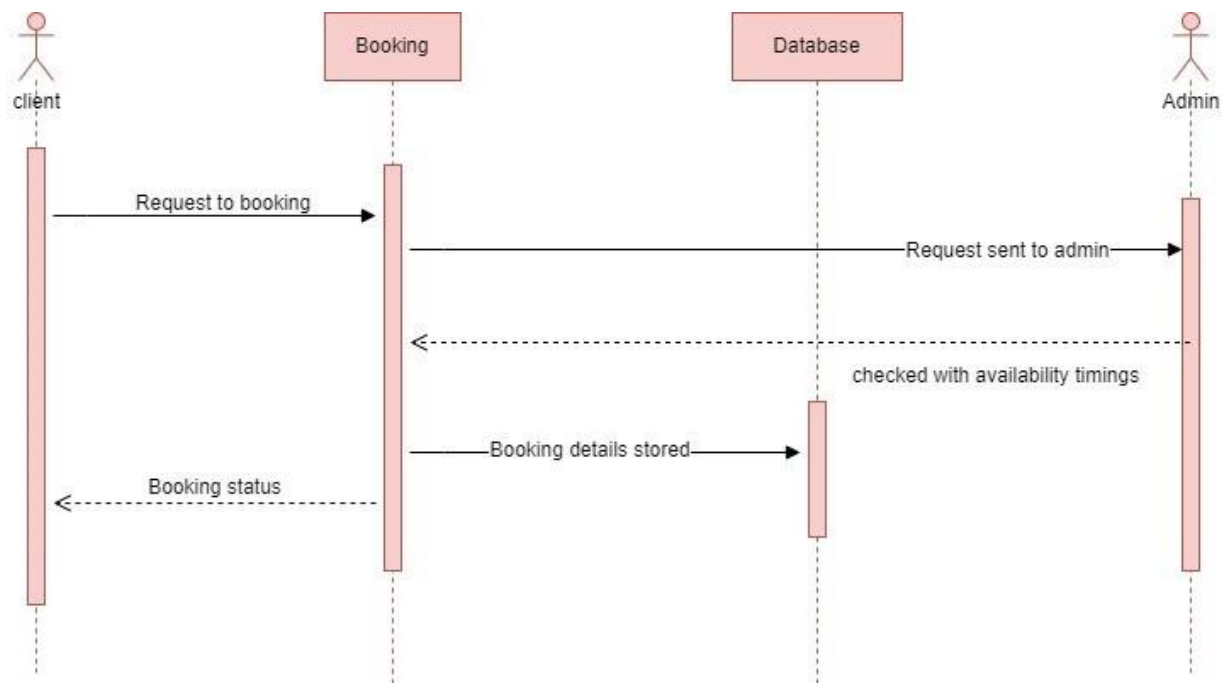 Booking
Database
client
Admin
Request to booking
Request sent to admin
checked with availability timings
Booking details stored
Booking status